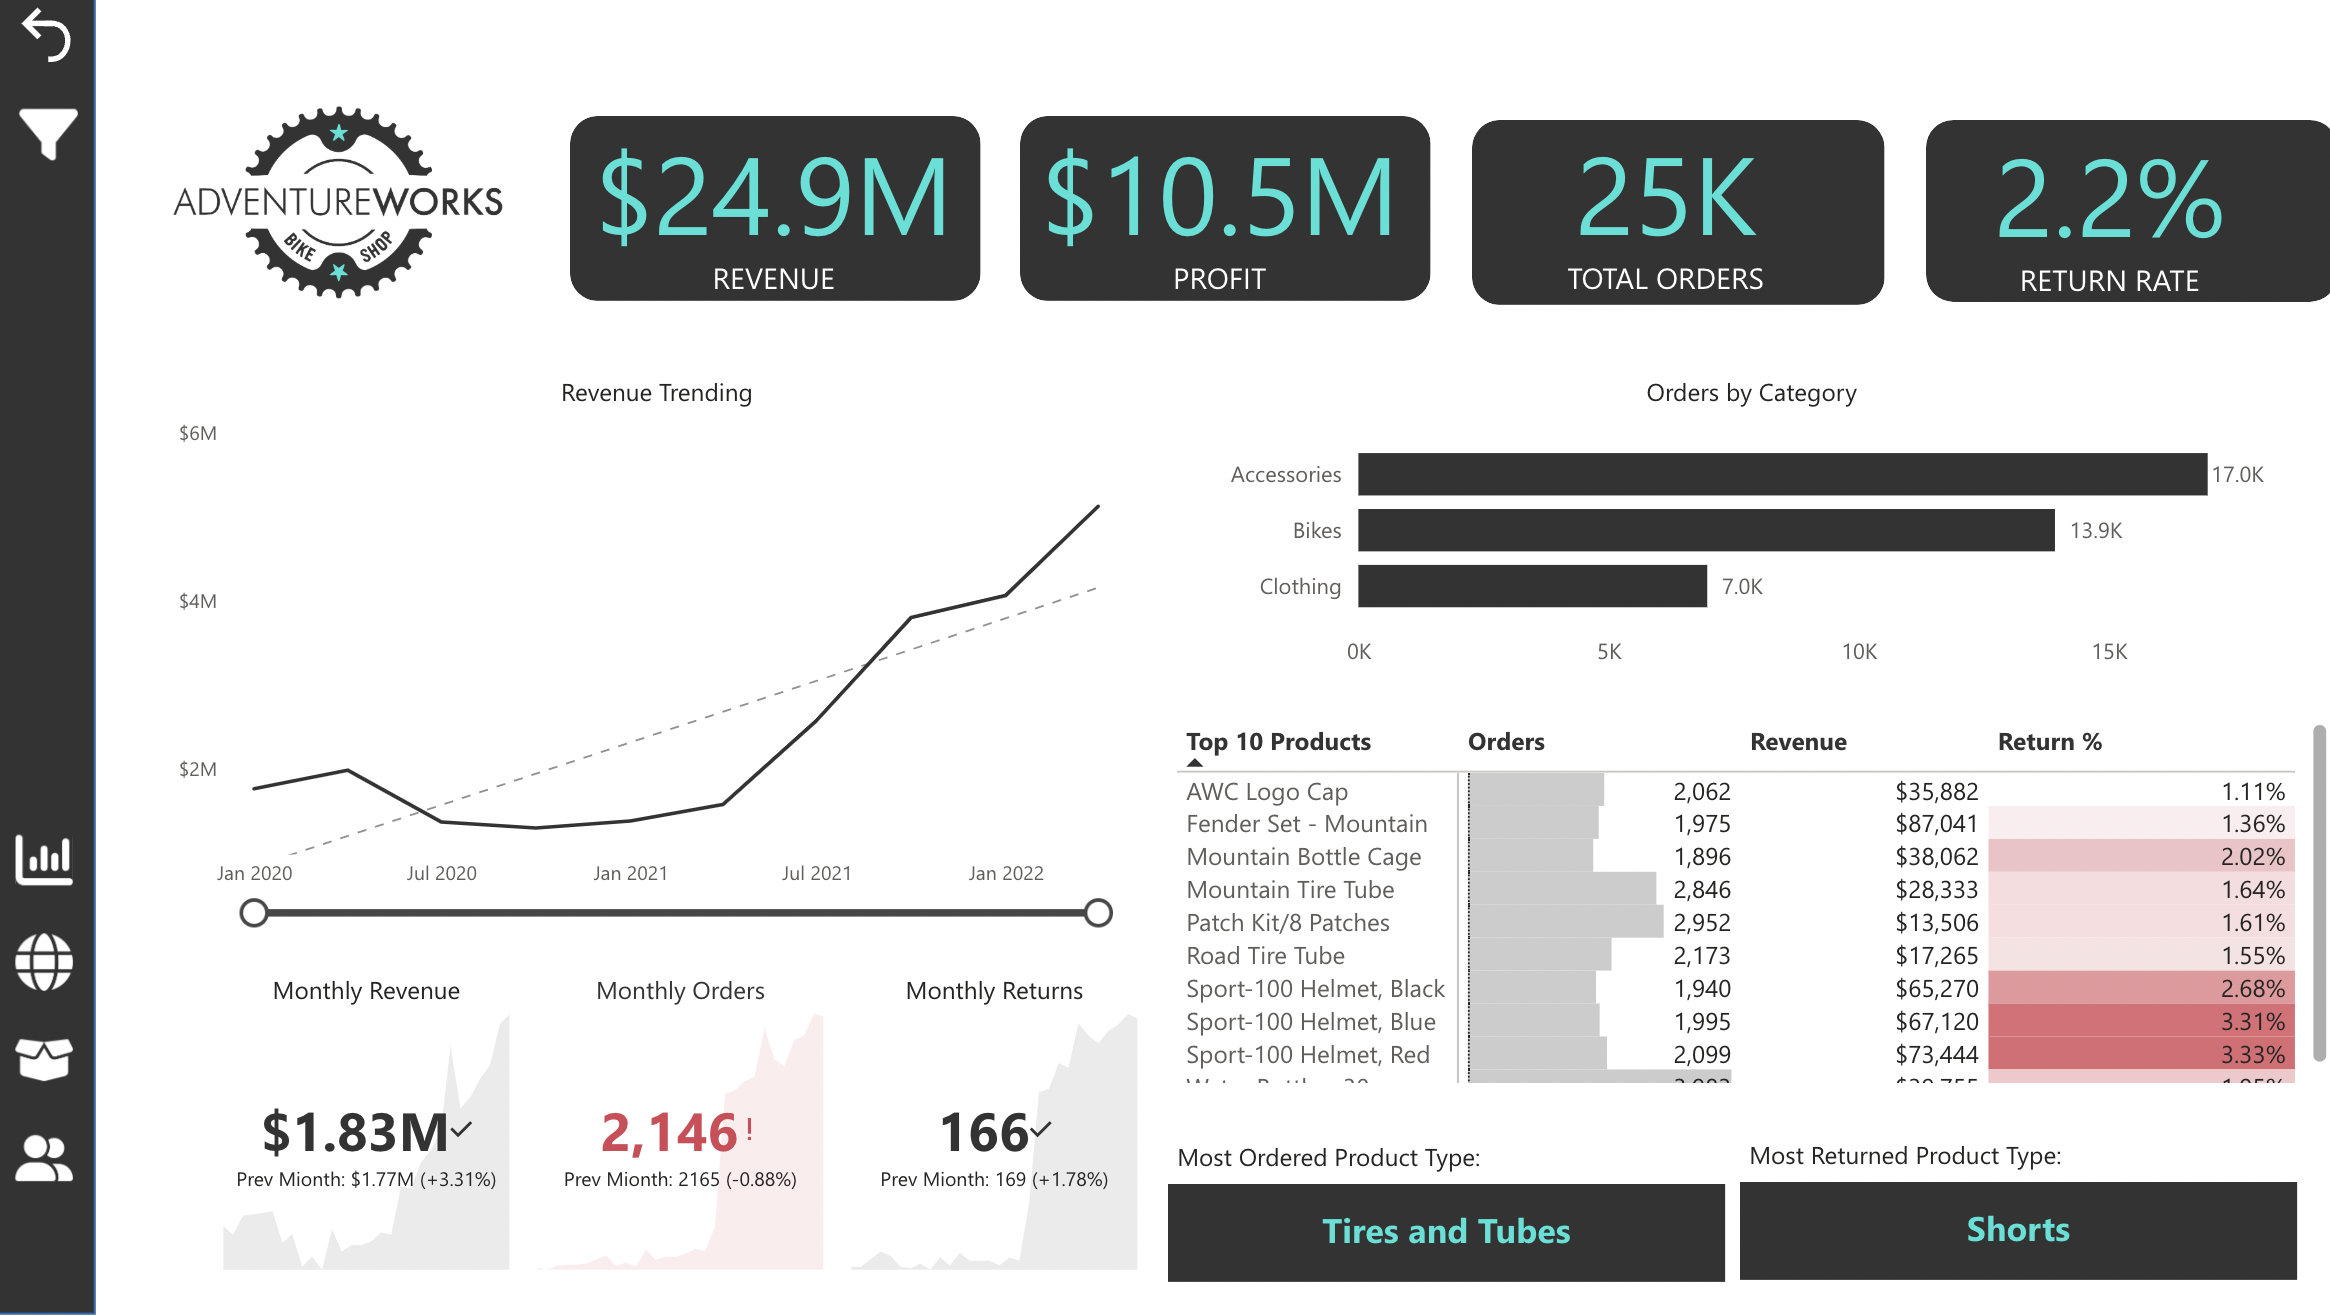 ADVENTUREWORKS
BIKE SHOP
$24.9M
REVENUE
$10.5M
PROFIT
25K
TOTAL ORDERS
2.2%
RETURN RATE
Revenue Trending
$6M
$4M
$2M
Jan 2020 Jul 2020 Jan 2021 Jul 2021 Jan 2022
Orders by Category
Accessories 17.0K
Bikes 13.9K
Clothing 7.0K
0K 5K 10K 15K
Top 10 Products Orders Revenue Return %
AWC Logo Cap 2,062 $35,882 1.11%
Fender Set - Mountain 1,975 $87,041 1.36%
Mountain Bottle Cage 1,896 $38,062 2.02%
Mountain Tire Tube 2,846 $28,333 1.64%
Patch Kit/8 Patches 2,952 $13,506 1.61%
Road Tire Tube 2,173 $17,265 1.55%
Sport-100 Helmet, Black 1,940 $65,270 2.68%
Sport-100 Helmet, Blue 1,995 $67,120 3.31%
Sport-100 Helmet, Red 2,099 $73,444 3.33%
Monthly Revenue
$1.83M
Prev Mionth: $1.77M (+3.31%)
Monthly Orders
2,146 !
Prev Mionth: 2165 (-0.88%)
Monthly Returns
166
Prev Mionth: 169 (+1.78%)
Most Ordered Product Type:
Tires and Tubes
Most Returned Product Type:
Shorts